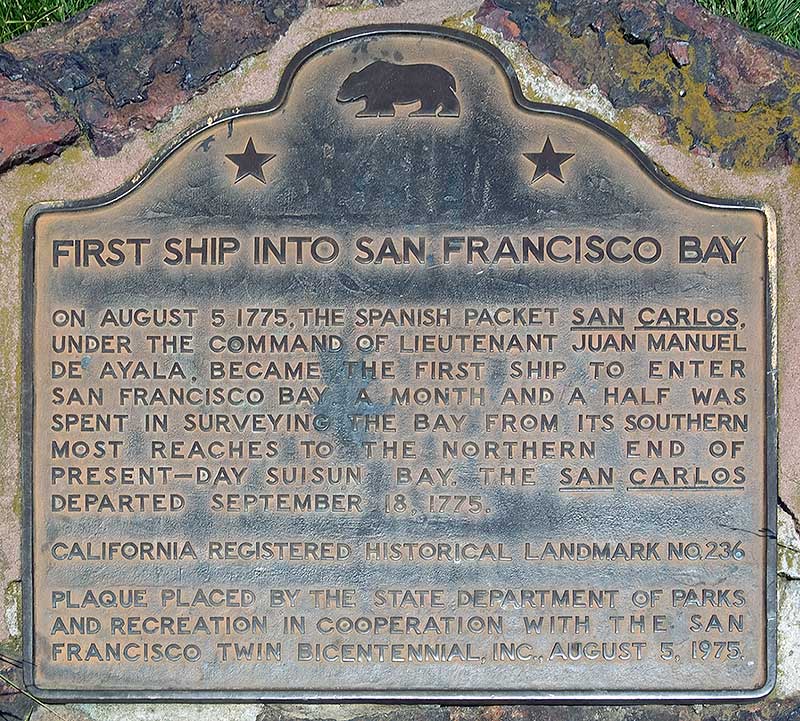 FIRST SHIP INTO SAN FRANCISCO BAY
ON AUGUST 5 1775, THE SPANISH PACKET SAN CARLOS,
UNDER THE COMMAND OF LIEUTENANT JUAN MANUEL
DE AYALA, BECAME THE FIRST SHIP TO ENTER
SAN FRANCISCO BAY. A MONTH AND A HALF WAS
SPENT IN SURVEYING THE BAY FROM ITS SOUTHERN
MOST REACHES TO THE NORTHERN END OF
PRESENT-DAY SUISUN BAY. THE SAN CARLOS
DEPARTED SEPTEMBER 18, 1775.
CALIFORNIA REGISTERED HISTORICAL LANDMARK NO. 236
PLAQUE PLACED BY THE STATE DEPARTMENT OF PARKS
AND RECREATION IN COOPERATION WITH THE SAN
FRANCISCO TWIN BICENTENNIAL, INC., AUGUST 5, 1975.